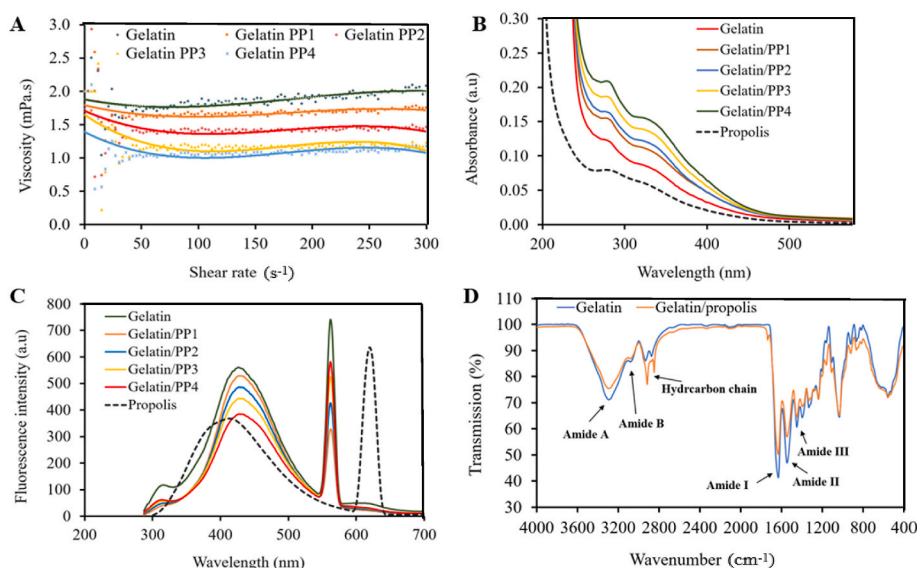 A
Gelatin
Gelatin PP1
Gelatin PP2
Gelatin PP3
Gelatin PP4
Viscosity (mPa.s)
3.0
2.5
2.0
1.5
1.0
0.5
0.0
0 50 100 150 200 250 300
Shear rate (s-1)
B
Gelatin
Gelatin/PP1
Gelatin/PP2
Gelatin/PP3
Gelatin/PP4
Propolis
Absorbance (a.u)
0.30
0.25
0.20
0.15
0.10
0.05
0.00
200 300 400 500
Wavelength (nm)
C
Gelatin
Gelatin/PP1
Gelatin/PP2
Gelatin/PP3
Gelatin/PP4
Propolis
Fluorescence intensity (a.u)
800
700
600
500
400
300
200
100
0
200 300 400 500 600 700
Wavelength (nm)
D
Gelatin
Gelatin/propolis
Transmission (%)
110
100
90
80
70
60
50
40
30
Amide A
Amide B
Hydrcarbon chain
Amide I
Amide II
Amide III
4000 3600 3200 2800 2400 2000 1600 1200 800 400
Wavenumber (cm-1)